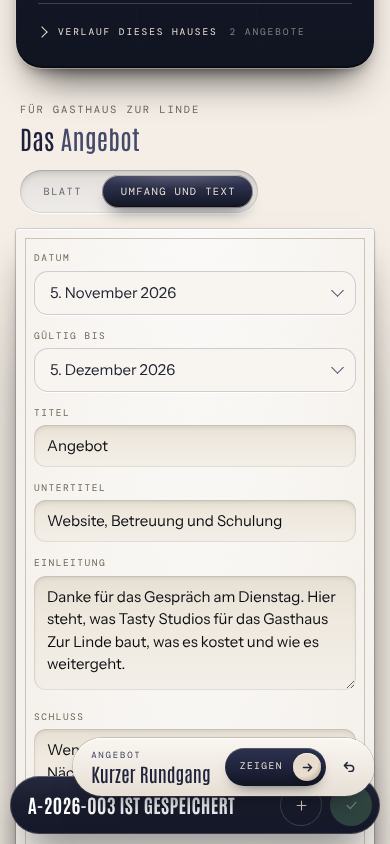 VERLAUF DIESES HAUSES 2 ANGEBOTE
FÜR GASTHAUS ZUR LINDE
Das Angebot
BLATT UMFANG UND TEXT
DATUM
5. November 2026
GÜLTIG BIS
5. Dezember 2026
TITEL
Angebot
UNTERTITEL
Website, Betreuung und Schulung
EINLEITUNG
Danke für das Gespräch am Dienstag. Hier
steht, was Tasty Studios für das Gasthaus
Zur Linde baut, was es kostet und wie es
weitergeht.
SCHLUSS
ANGEBOT
Kurzer Rundgang
ZEIGEN
A-2026-003 IST GESPEICHERT